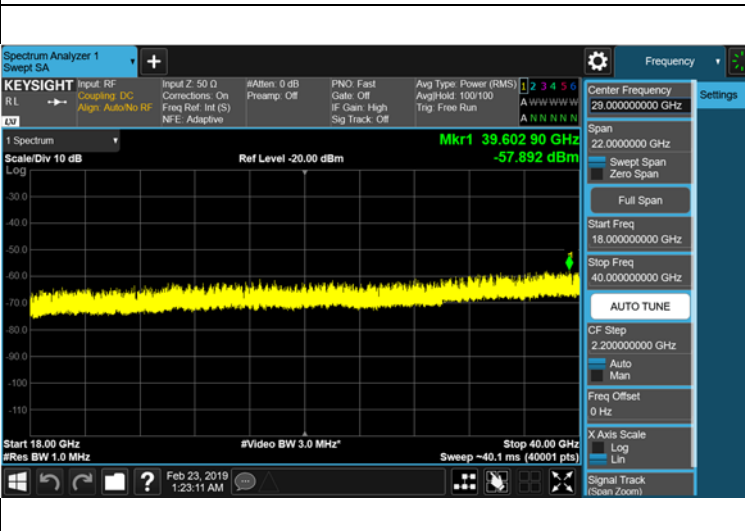 Spectrum Analyzer 1
Swept SA
Frequency
KEYSIGHT
RL
LXI
Input: RF
Coupling: DC
Align: Auto/No RF
Input Z: 50 Ω
Corrections: On
Freq Ref: Int (S)
NFE: Adaptive
#Atten: 0 dB
Preamp: Off
PNO: Fast
Gate: Off
IF Gain: High
Sig Track: Off
Avg Type: Power (RMS)
Avg|Hold: 100/100
Trig: Free Run
1 2 3 4 5 6
A W W W W W
A N N N N N
1 Spectrum
Mkr1 39.602 90 GHz
-57.892 dBm
Scale/Div 10 dB
Ref Level -20.00 dBm
Log
-30.0
-40.0
-50.0
-60.0
-70.0
-80.0
-90.0
-100
-110
Start 18.00 GHz
#Video BW 3.0 MHz*
Stop 40.00 GHz
#Res BW 1.0 MHz
Sweep ~40.1 ms (40001 pts)
Feb 23, 2019
1:23:11 AM
Center Frequency
29.000000000 GHz
Settings
Span
22.0000000 GHz
Swept Span
Zero Span
Full Span
Start Freq
18.000000000 GHz
Stop Freq
40.000000000 GHz
AUTO TUNE
CF Step
2.200000000 GHz
Auto
Man
Freq Offset
0 Hz
X Axis Scale
Log
Lin
Signal Track
(Span Zoom)